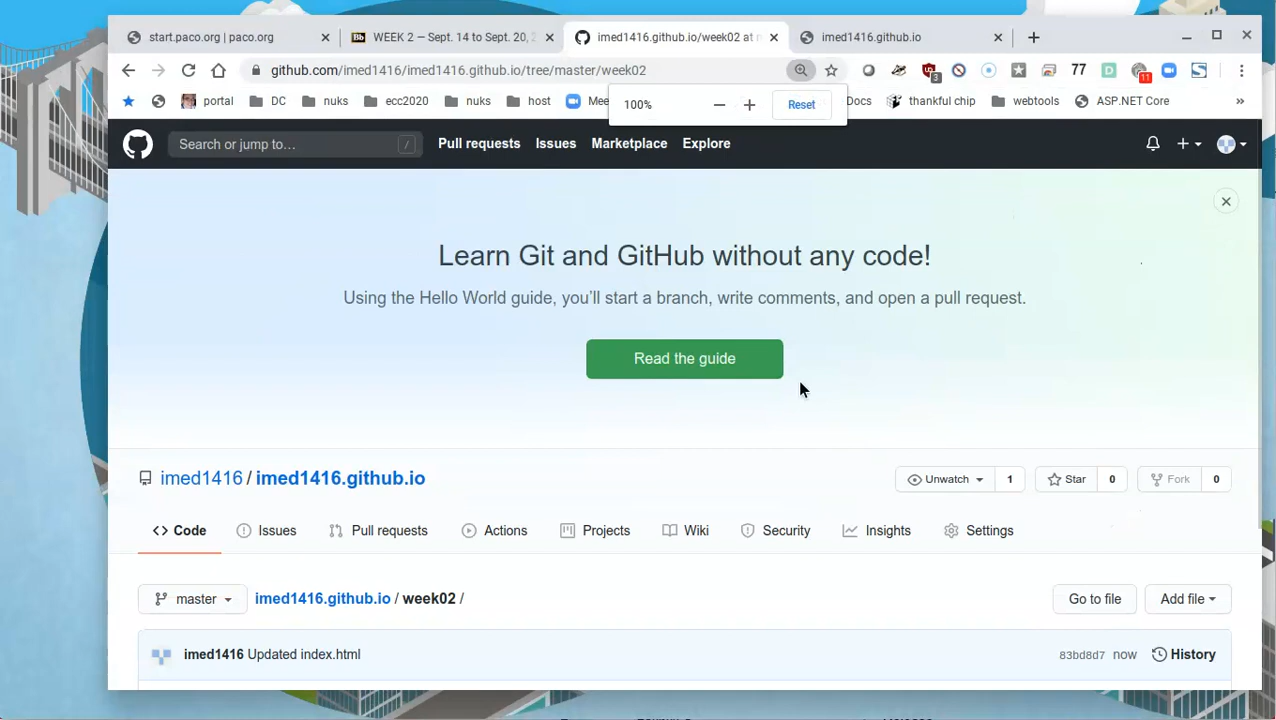 start.paco.org | paco.org
Bb WEEK 2 — Sept. 14 to Sept. 20, 2
imed1416.github.io/week02 at
imed1416.github.io
github.com/imed1416/imed1416.github.io/tree/master/week02
3
77
D
11
S
portal DC nuks ecc2020 nuks host Mee Docs thankful chip webtools ASP.NET Core »
100% Reset
Search or jump to… / Pull requests Issues Marketplace Explore
Learn Git and GitHub without any code!
Using the Hello World guide, you’ll start a branch, write comments, and open a pull request.
Read the guide
imed1416 / imed1416.github.io Unwatch 1 Star 0 Fork 0
Code Issues Pull requests Actions Projects Wiki Security Insights Settings
master imed1416.github.io / week02 / Go to file Add file
imed1416 Updated index.html 83bd8d7 now History